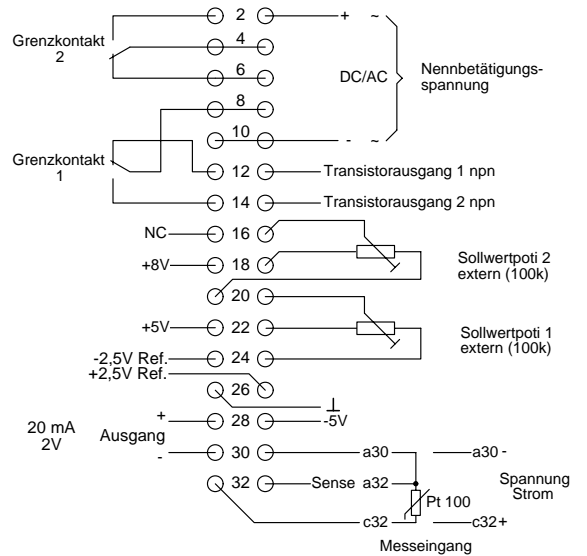 2 + ~
Grenzkontakt
2
4
6 DC/AC Nennbetätigungs-
spannung
8
10 - ~
Grenzkontakt
1
12 Transistorausgang 1 npn
14 Transistorausgang 2 npn
NC 16
+8V 18 Sollwertpoti 2
extern (100k)
20
+5V 22 Sollwertpoti 1
extern (100k)
-2,5V Ref. 24
+2,5V Ref.
26
20 mA
2V
Ausgang
+ 28 -5V
- 30 a30 a30 -
32 Sense a32 Spannung
Strom
Pt 100
c32 c32+
Messeingang